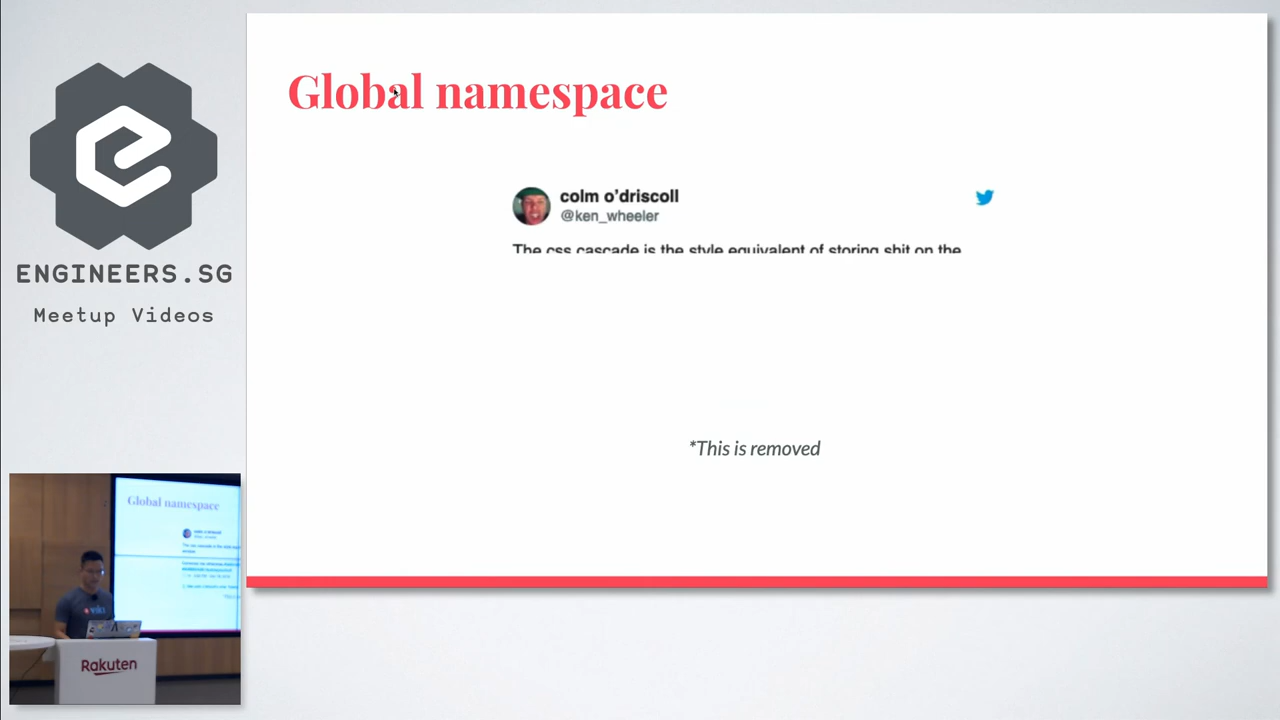 ENGINEERS.SG
Meetup Videos
Global namespace
colm o'driscoll
@ken_wheeler
The css cascade is the style equivalent of storing shit on the
*This is removed
Global namespace
Rakuten